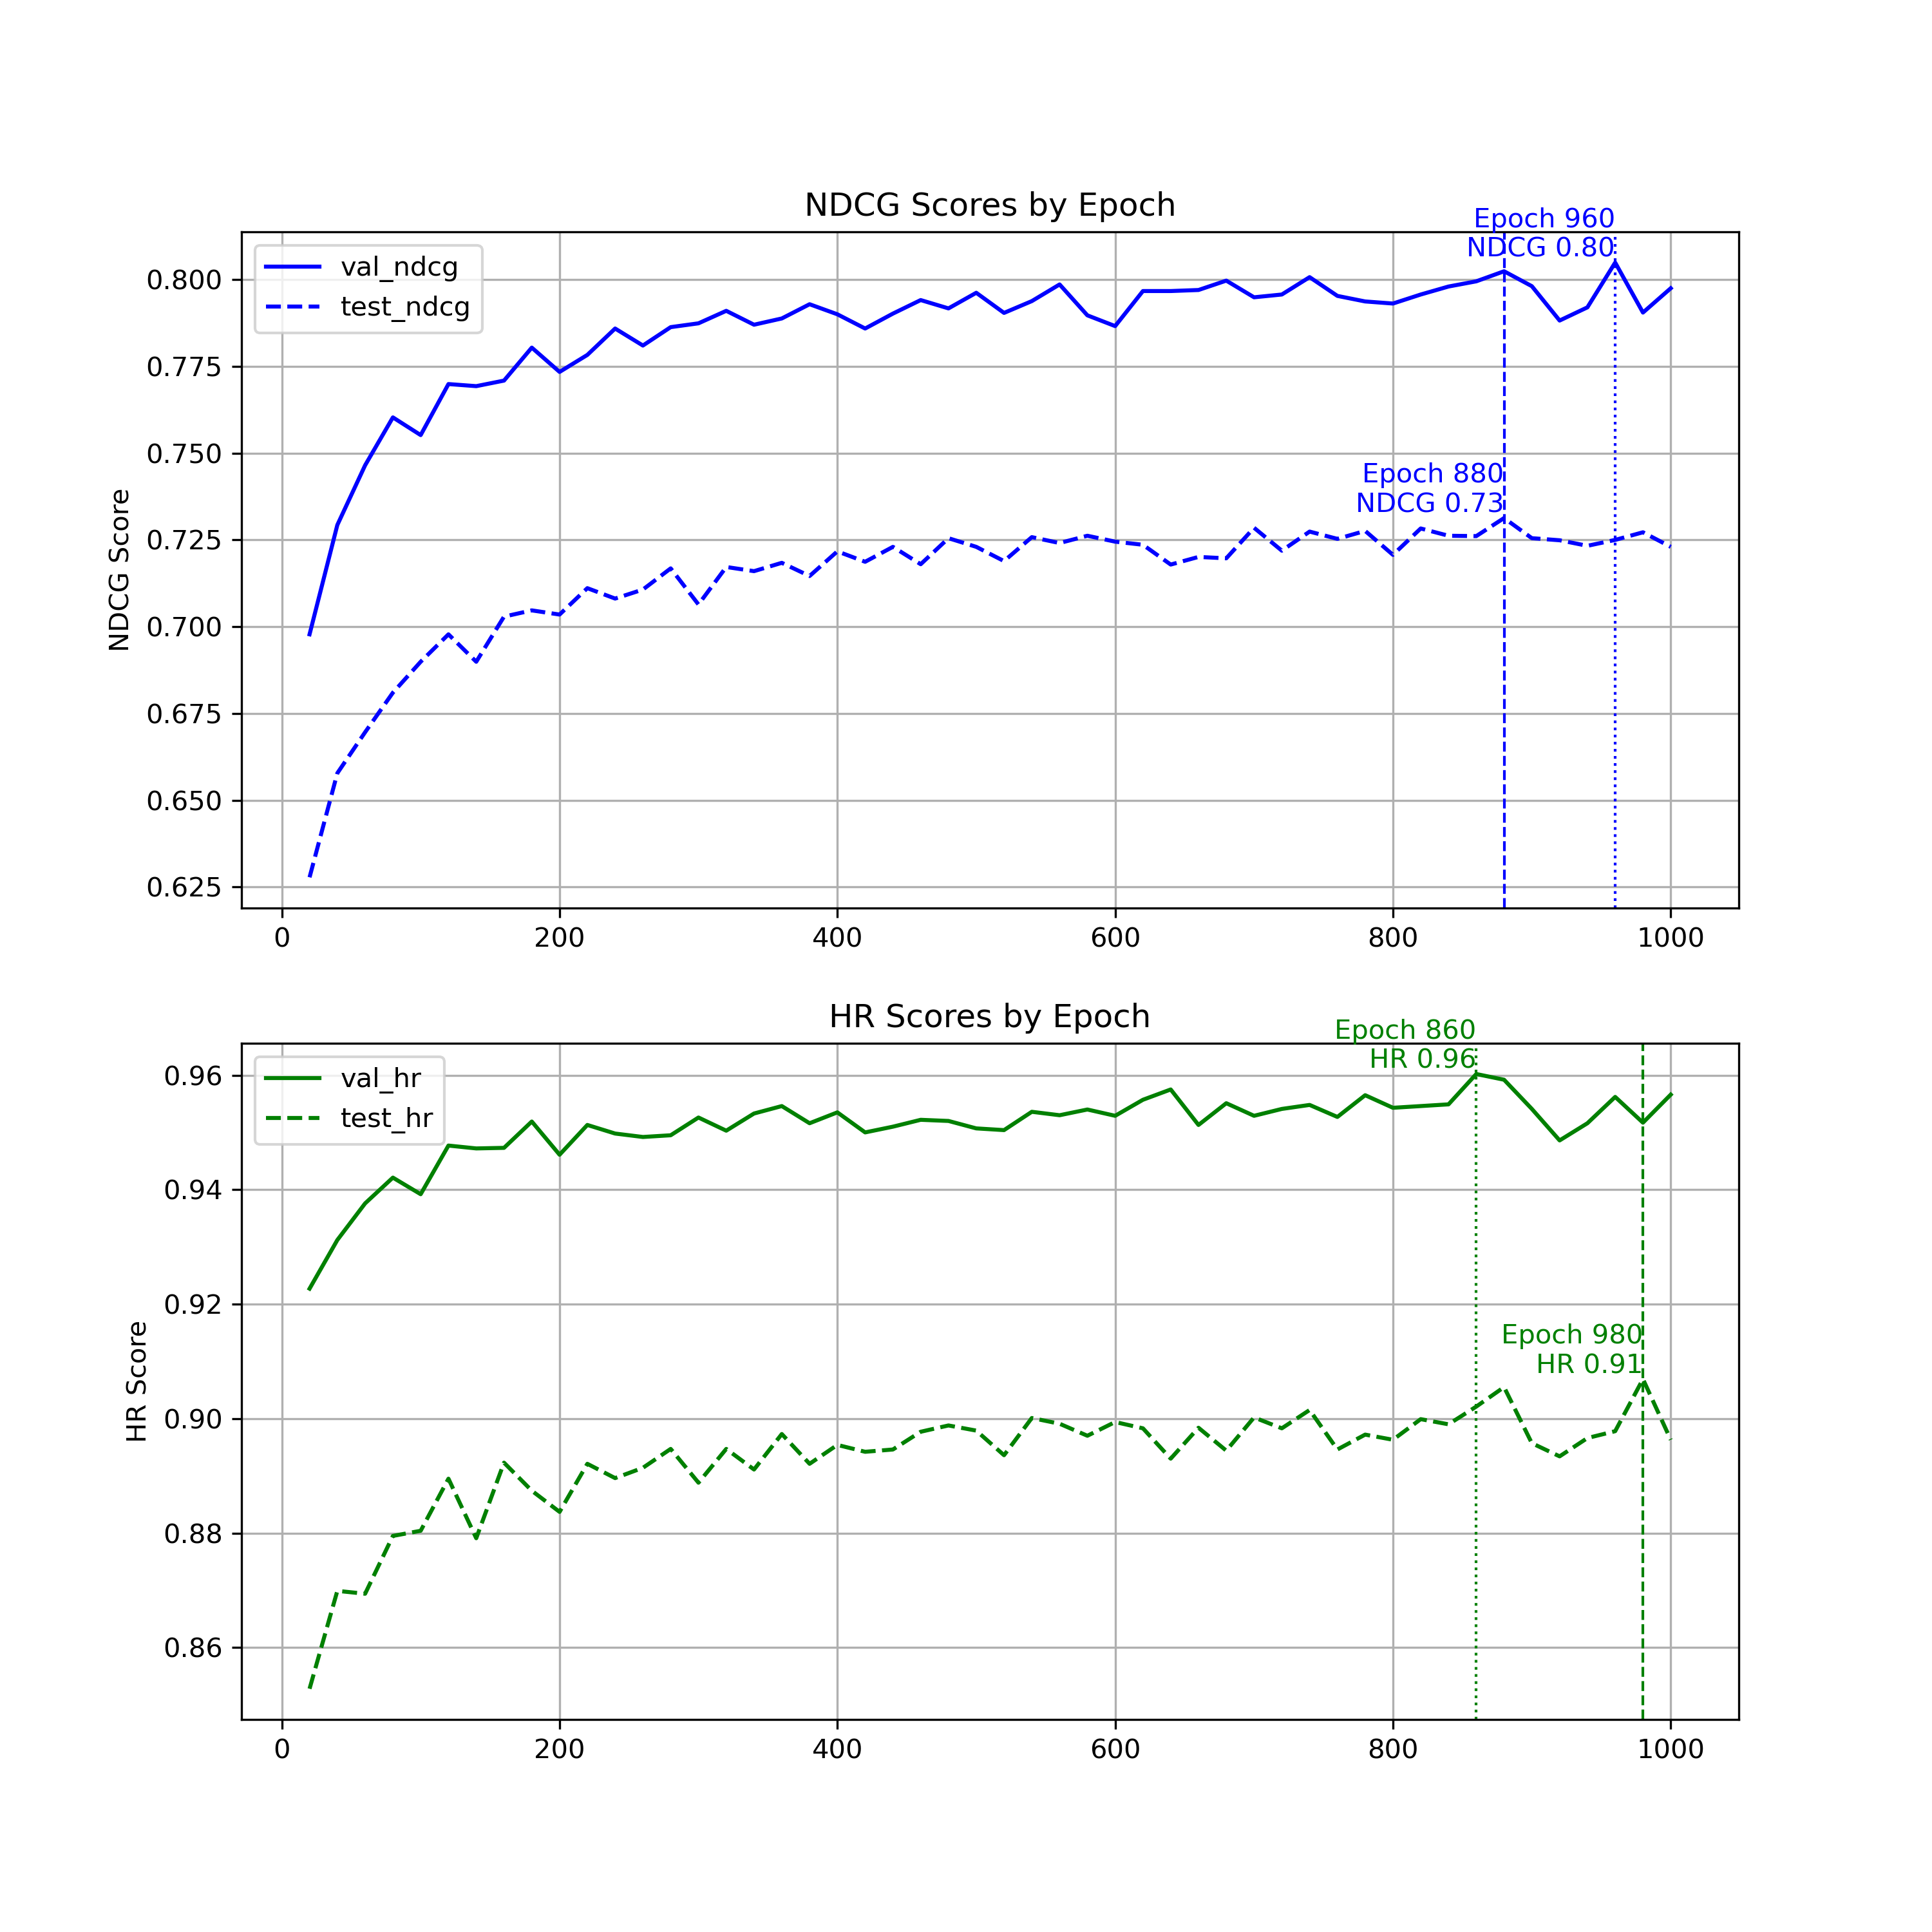 NDCG Scores by Epoch
Epoch 960
NDCG 0.80
val_ndcg
test_ndcg
Epoch 880
NDCG 0.73
NDCG Score
0.800
0.775
0.750
0.725
0.700
0.675
0.650
0.625
0
200
400
600
800
1000
HR Scores by Epoch
Epoch 860
HR 0.96
val_hr
test_hr
Epoch 980
HR 0.91
HR Score
0.96
0.94
0.92
0.90
0.88
0.86
0
200
400
600
800
1000